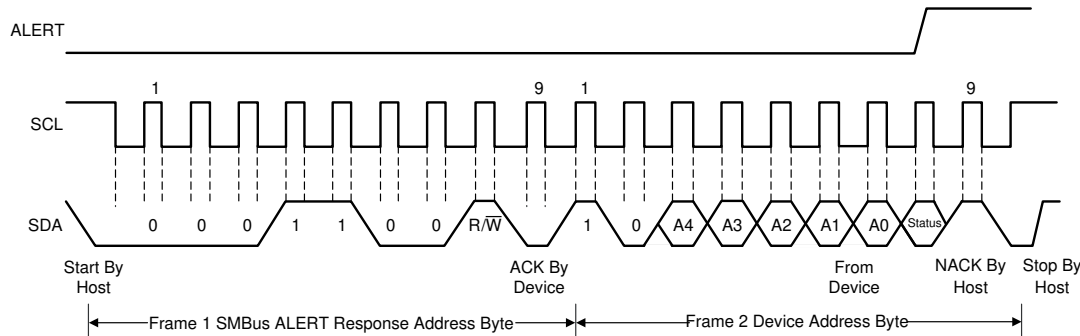 ALERT
1 9 1 9
SCL
SDA 0 0 0 1 1 0 0 R/W̅ 1 0 A4 A3 A2 A1 A0 Status
Start By
Host
ACK By
Device
From
Device
NACK By
Host
Stop By
Host
Frame 1 SMBus ALERT Response Address Byte
Frame 2 Device Address Byte